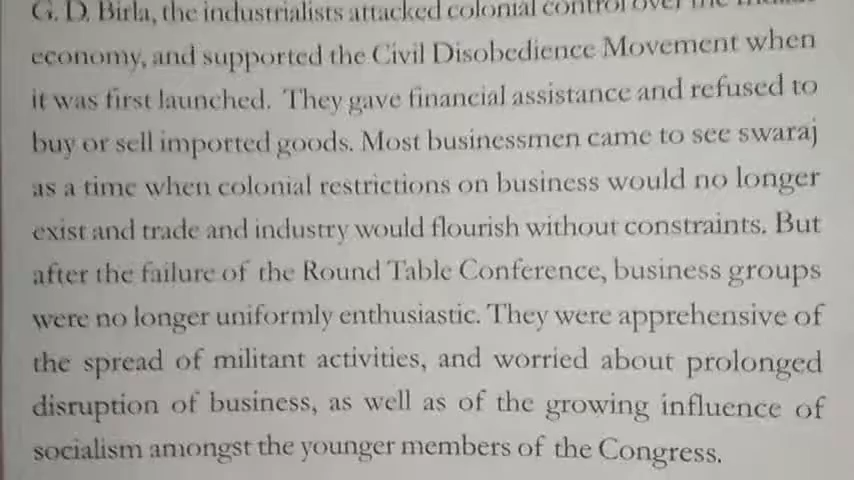 G. D. Birla, the industrialists attacked colonial control over the
economy, and supported the Civil Disobedience Movement when
it was first launched. They gave financial assistance and refused to
buy or sell imported goods. Most businessmen came to see swaraj
as a time when colonial restrictions on business would no longer
exist and trade and industry would flourish without constraints. But
after the failure of the Round Table Conference, business groups
were no longer uniformly enthusiastic. They were apprehensive of
the spread of militant activities, and worried about prolonged
disruption of business, as well as of the growing influence of
socialism amongst the younger members of the Congress.